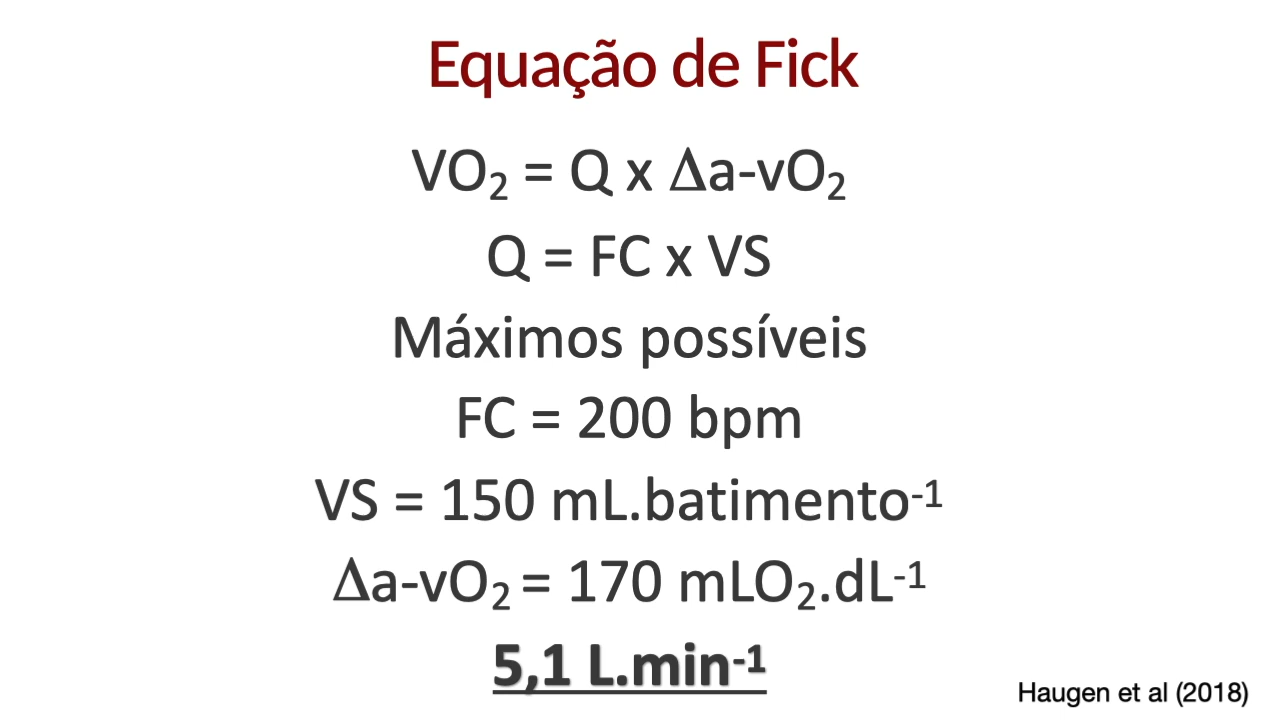 Equação de Fick
VO₂ = Q x Δa-vO₂
Q = FC x VS
Máximos possíveis
FC = 200 bpm
VS = 150 mL.batimento⁻¹
Δa-vO₂ = 170 mLO₂.dL⁻¹
5,1 L.min⁻¹
Haugen et al (2018)